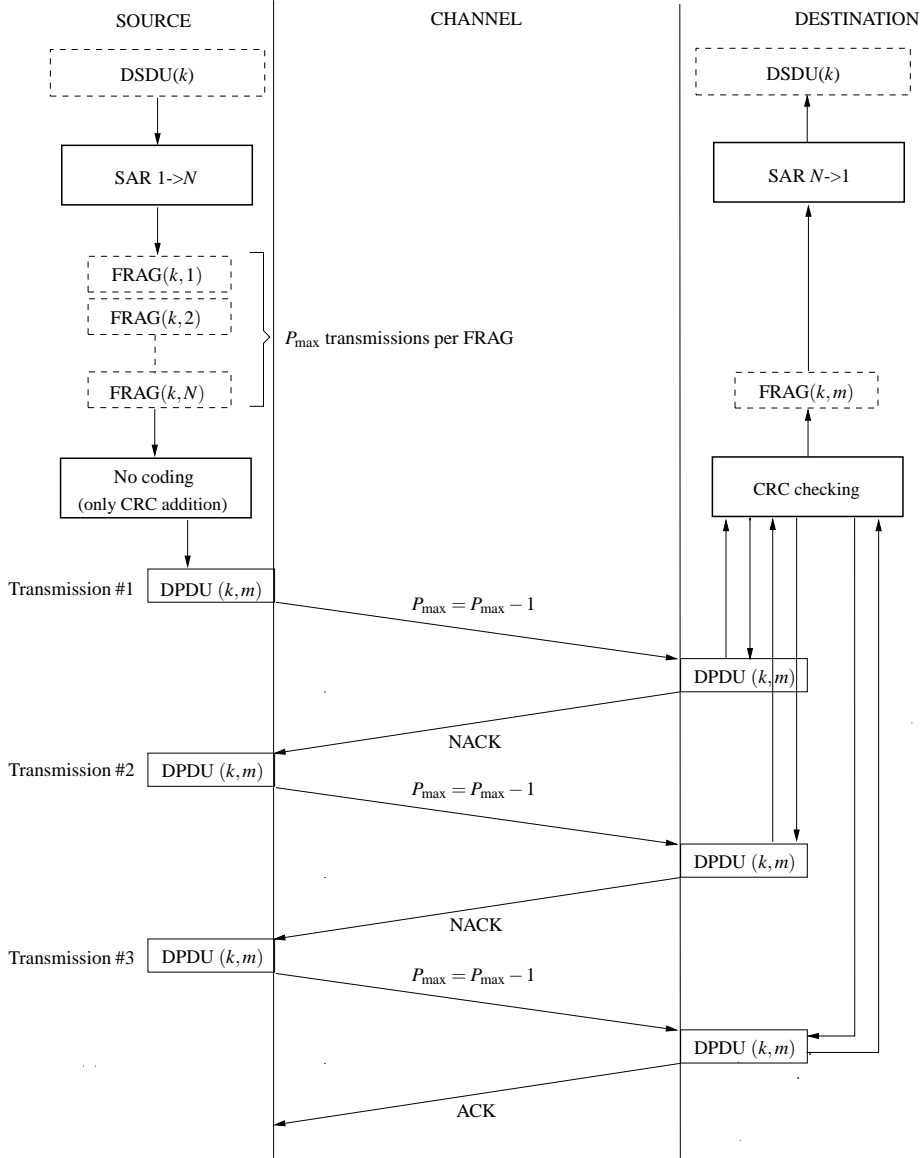 SOURCE
CHANNEL
DESTINATION
DSDU(k)
DSDU(k)
SAR 1->N
SAR N->1
FRAG(k,1)
FRAG(k,2)
P_max transmissions per FRAG
FRAG(k,N)
FRAG(k,m)
No coding
(only CRC addition)
CRC checking
Transmission #1
DPDU (k,m)
P_max = P_max − 1
DPDU (k,m)
NACK
Transmission #2
DPDU (k,m)
P_max = P_max − 1
DPDU (k,m)
NACK
Transmission #3
DPDU (k,m)
P_max = P_max − 1
DPDU (k,m)
ACK